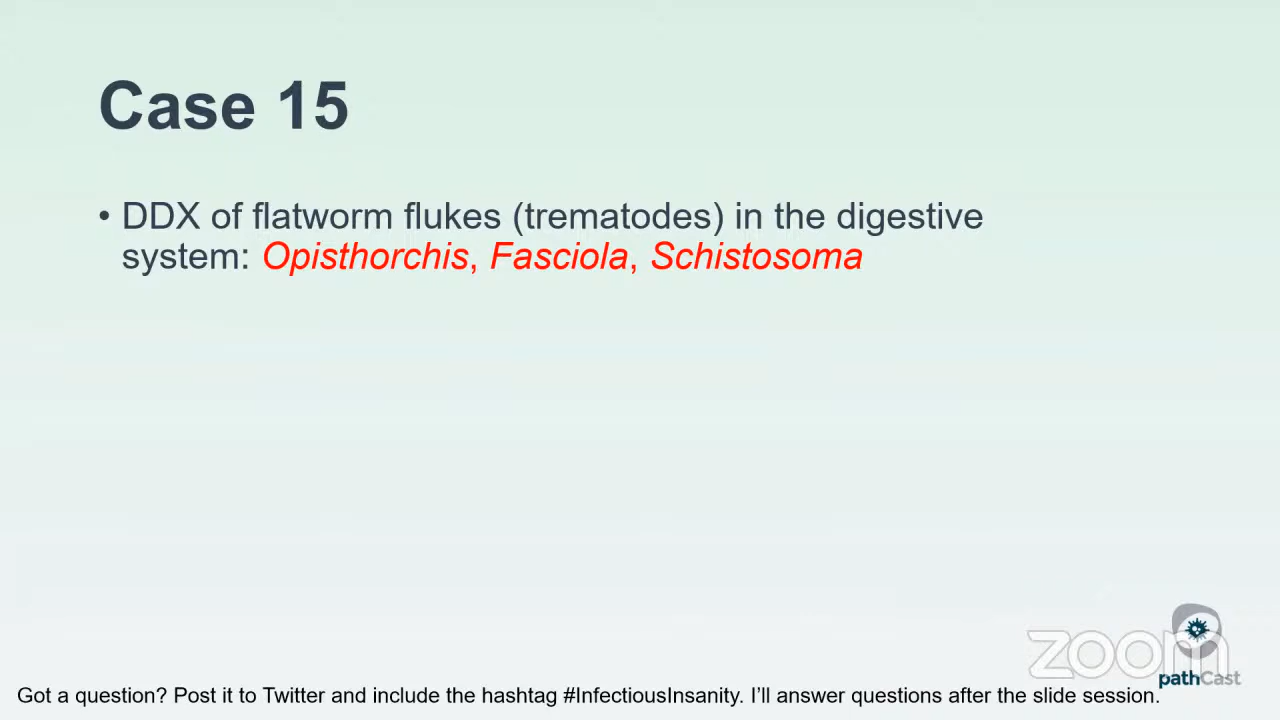 Case 15
• DDX of flatworm flukes (trematodes) in the digestive
system: Opisthorchis, Fasciola, Schistosoma
zoom
pathCast
Got a question? Post it to Twitter and include the hashtag #InfectiousInsanity. I’ll answer questions after the slide session.